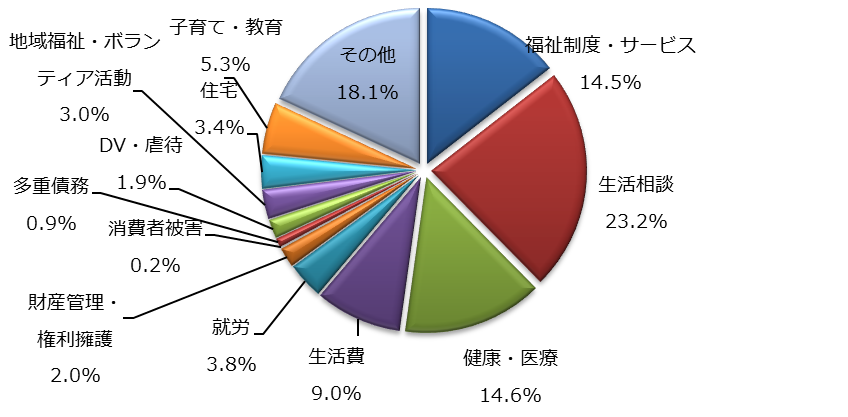 福祉制度・サービス
14.5%
生活相談
23.2%
健康・医療
14.6%
生活費
9.0%
就労
3.8%
財産管理・
権利擁護
2.0%
消費者被害
0.2%
多重債務
0.9%
DV・虐待
1.9%
地域福祉・ボラン
ティア活動
3.0%
住宅
3.4%
子育て・教育
5.3%
その他
18.1%